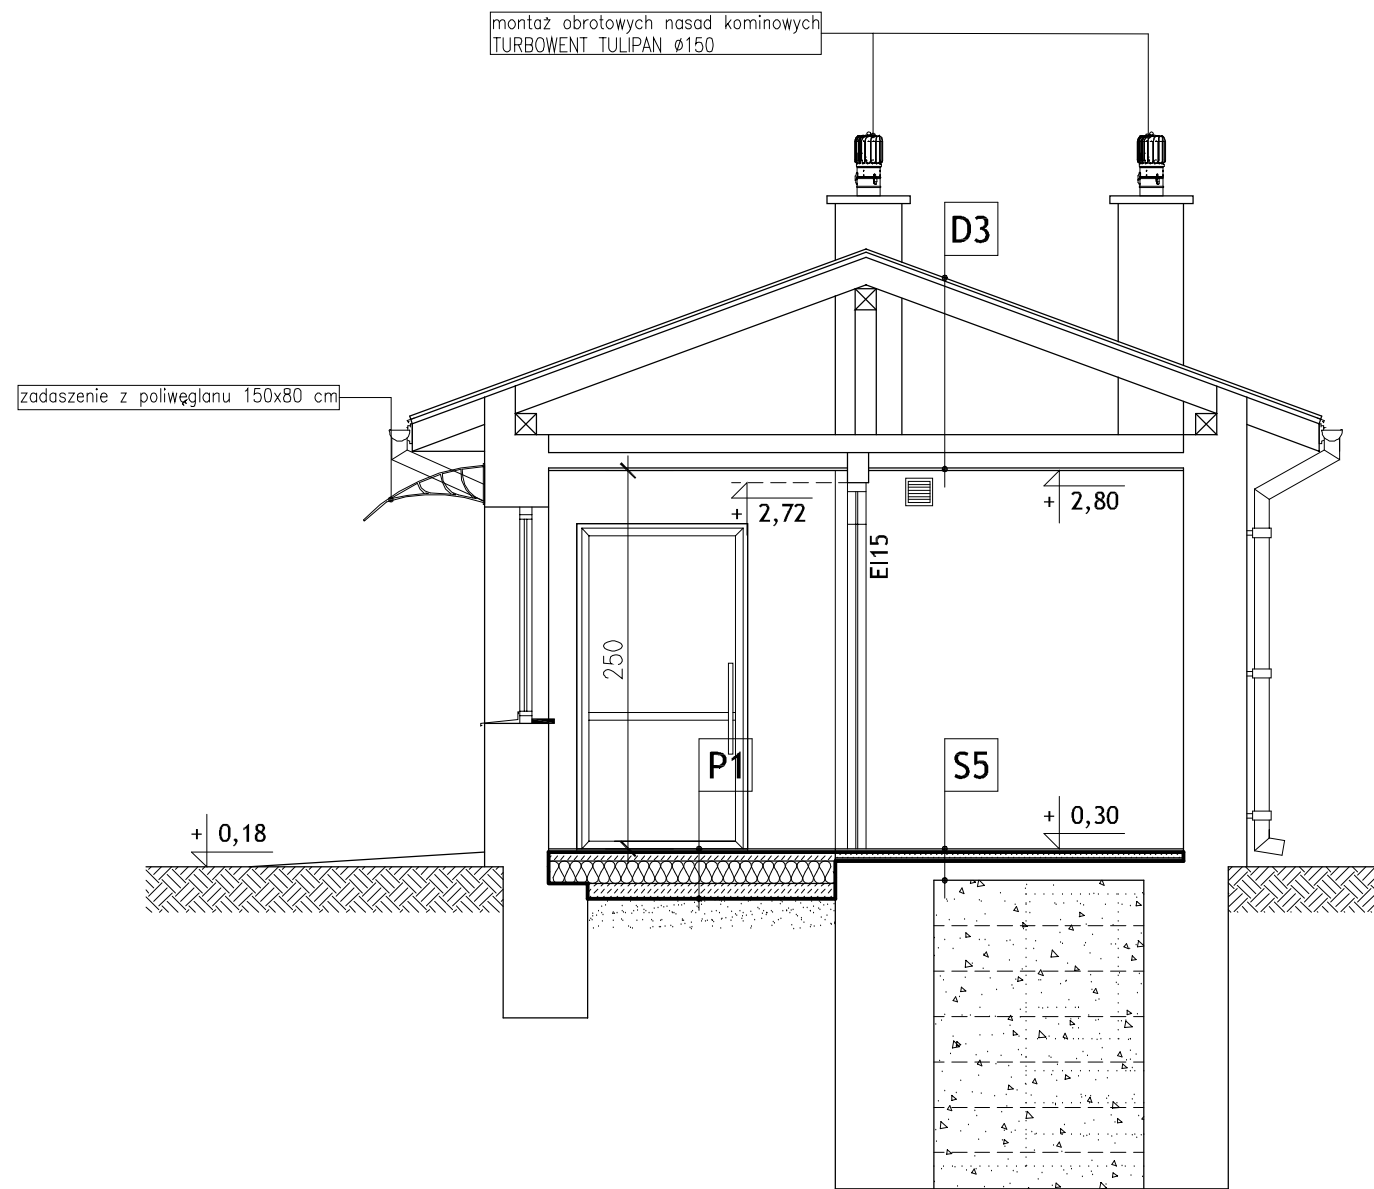 montaż obrotowych nasad kominowych
TURBOWENT TULIPAN Ø150
D3
zadaszenie z poliwęglanu 150x80 cm
+ 2,72
+ 2,80
EI15
250
P1
S5
+ 0,18
+ 0,30